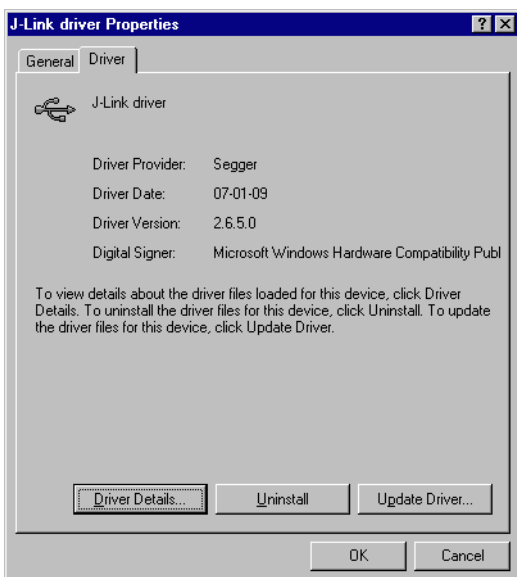 J-Link driver Properties
General Driver
J-Link driver
Driver Provider: Segger
Driver Date: 07-01-09
Driver Version: 2.6.5.0
Digital Signer: Microsoft Windows Hardware Compatibility Publ
To view details about the driver files loaded for this device, click Driver
Details. To uninstall the driver files for this device, click Uninstall. To update
the driver files for this device, click Update Driver.
Driver Details... Uninstall Update Driver...
OK Cancel